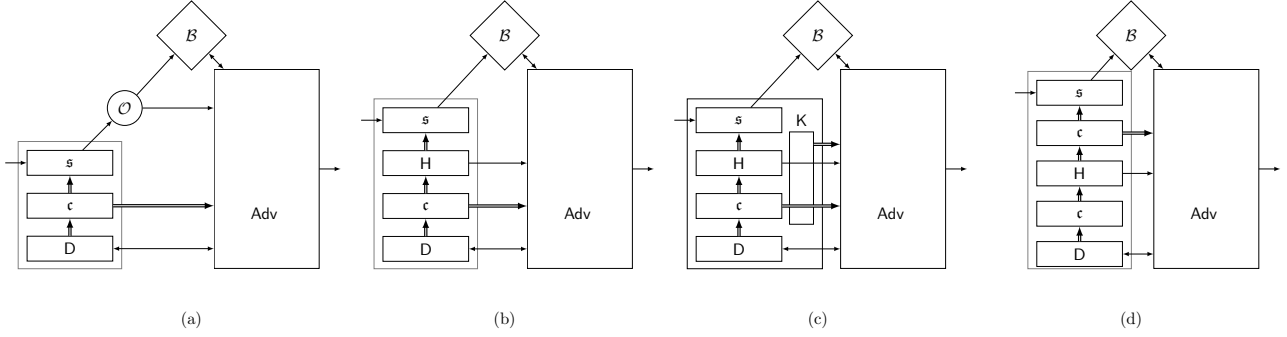 ℬ
𝒪
𝔰
𝔠
D
Adv
(a)
ℬ
𝔰
H
𝔠
D
Adv
(b)
ℬ
𝔰
K
H
𝔠
D
Adv
(c)
ℬ
𝔰
𝔠
H
𝔠
D
Adv
(d)